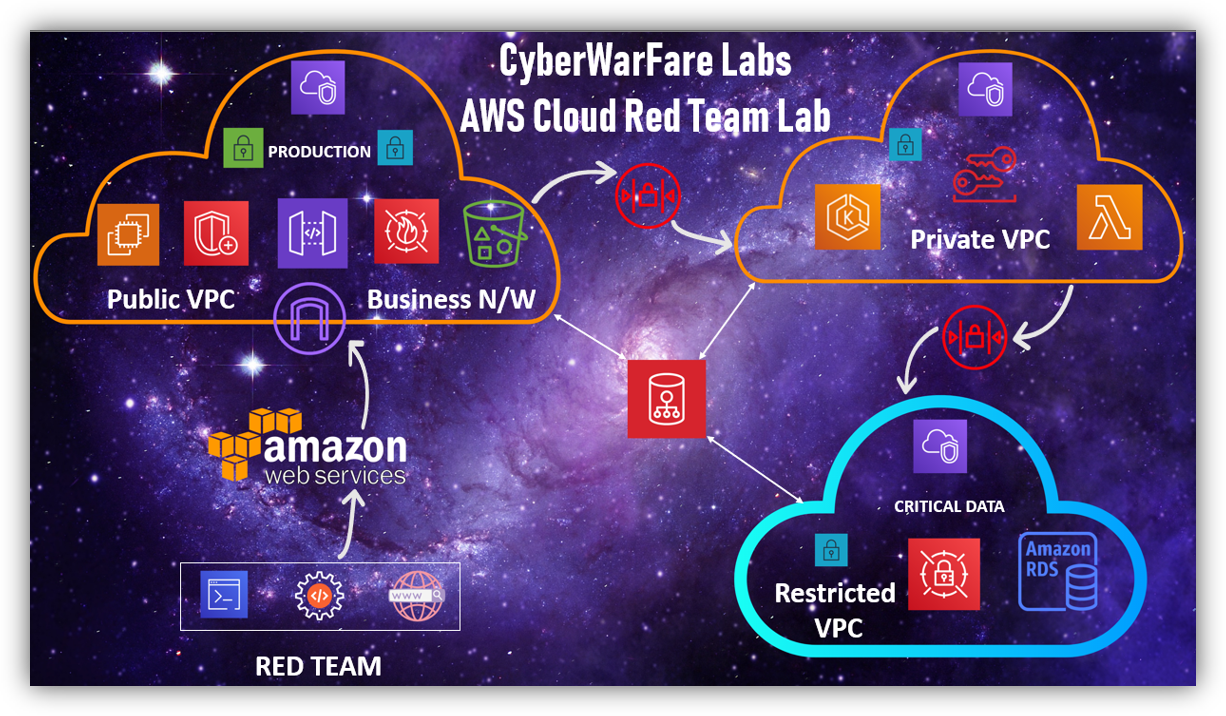 CyberWarFare Labs
AWS Cloud Red Team Lab
PRODUCTION
Public VPC
Business N/W
K
Private VPC
amazon
web services
WWW
RED TEAM
CRITICAL DATA
Restricted
VPC
Amazon
RDS